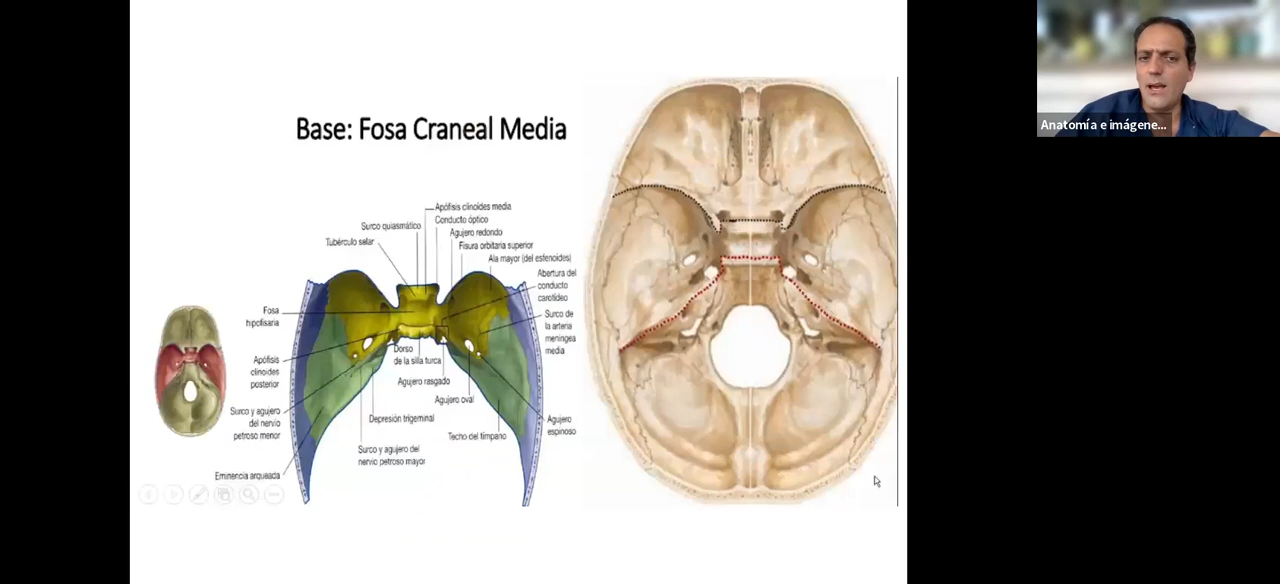 Base: Fosa Craneal Media
Apófisis clinoides media
Conducto óptico
Surco quiasmático
Agujero redondo
Tubérculo selar
Fisura orbitaria superior
Ala mayor (del esfenoides)
Abertura del
conducto
carotídeo
Fosa
hipofisaria
Surco de
la arteria
meníngea
media
Apófisis
clinoides
posterior
Dorso
de la silla turca
Agujero rasgado
Agujero oval
Surco y agujero
del nervio
petroso menor
Depresión trigeminal
Agujero
espinoso
Techo del tímpano
Surco y agujero del
nervio petroso mayor
Eminencia arqueada
Anatomía e imágene...